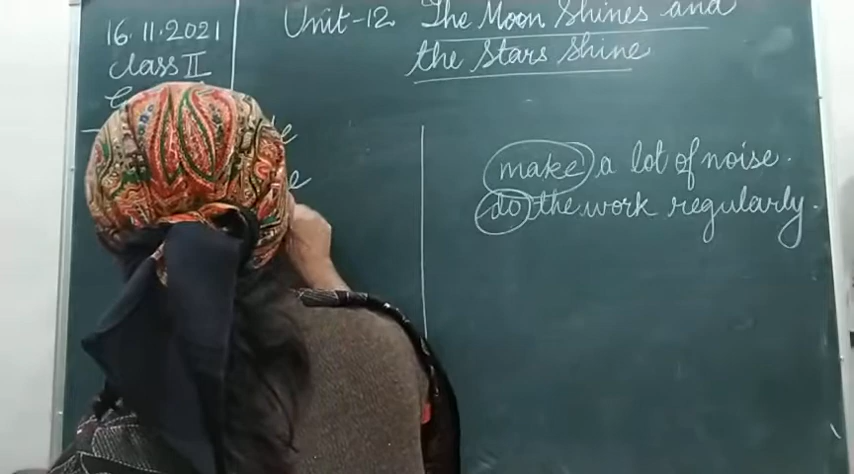 16.11.2021
Class II
Unit-12 The Moon Shines and
the Stars Shine
make a lot of noise.
do the work regularly.